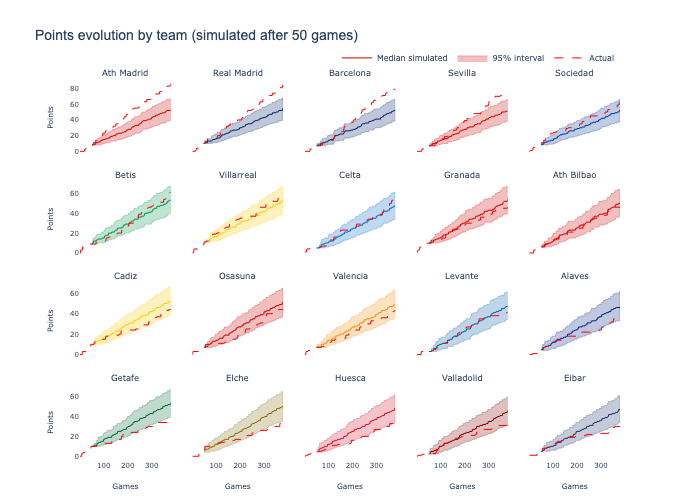 Points evolution by team (simulated after 50 games)
Median simulated 95% interval Actual
Ath Madrid Real Madrid Barcelona Sevilla Sociedad
80
60
40
20
0
Points
Betis Villarreal Celta Granada Ath Bilbao
60
40
20
0
Points
Cadiz Osasuna Valencia Levante Alaves
60
40
20
0
Points
Getafe Elche Huesca Valladolid Eibar
60
40
20
0
Points
100 200 300 100 200 300 100 200 300 100 200 300 100 200 300
Games Games Games Games Games